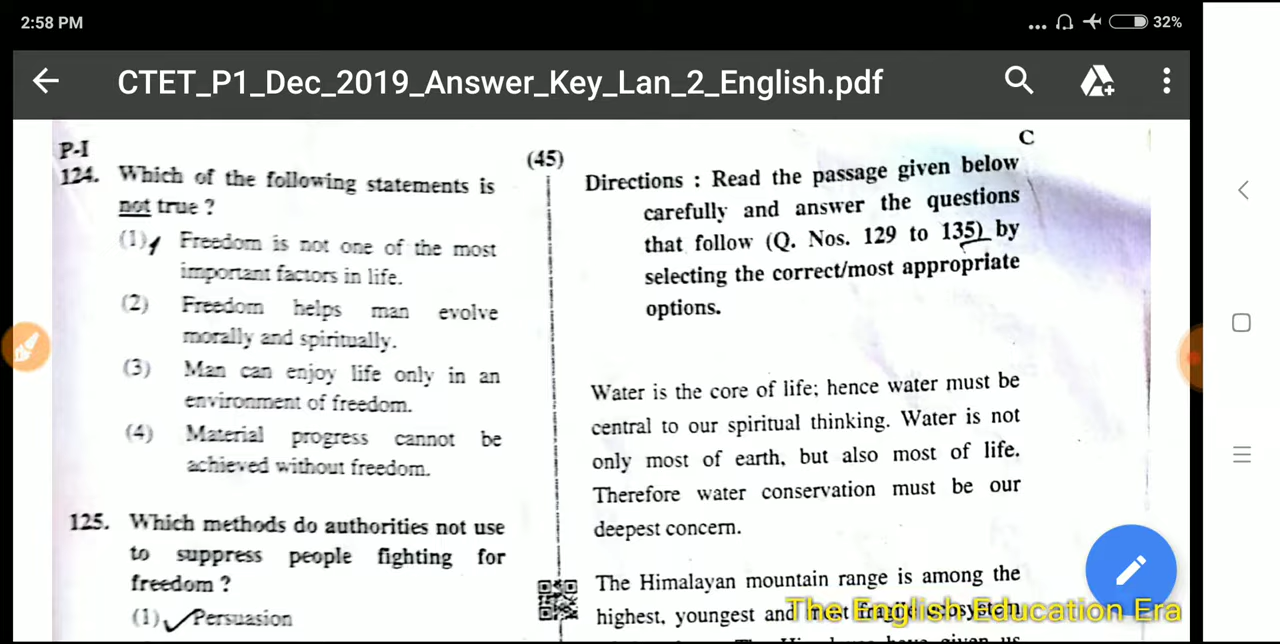 2:58 PM
... 32%
CTET_P1_Dec_2019_Answer_Key_Lan_2_English.pdf
P-I
(45)
C
124. Which of the following statements is
not true ?
(1) Freedom is not one of the most
important factors in life.
(2) Freedom helps man evolve
morally and spiritually.
(3) Man can enjoy life only in an
environment of freedom.
(4) Material progress cannot be
achieved without freedom.
125. Which methods do authorities not use
to suppress people fighting for
freedom ?
(1) Persuasion
Directions : Read the passage given below
carefully and answer the questions
that follow (Q. Nos. 129 to 135) by
selecting the correct/most appropriate
options.
Water is the core of life; hence water must be
central to our spiritual thinking. Water is not
only most of earth, but also most of life.
Therefore water conservation must be our
deepest concern.
The Himalayan mountain range is among the
highest, youngest and
The English Education Era